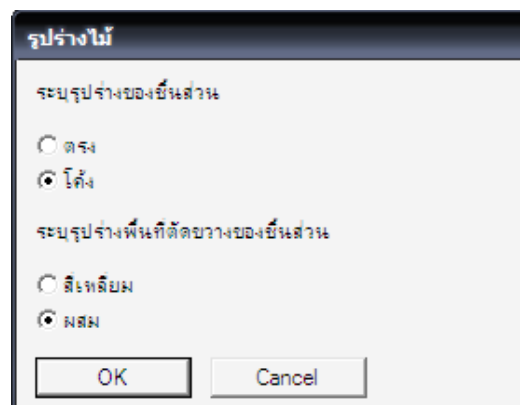 รูปร่างไม้
ระบุรูปร่างของชิ้นส่วน
ตรง
โค้ง
ระบุรูปร่างพื้นที่ตัดขวางของชิ้นส่วน
สี่เหลี่ยม
ผสม
OK Cancel